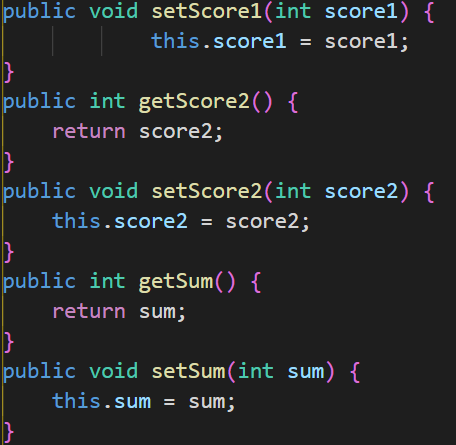 public void setScore1(int score1) {
            this.score1 = score1;
}
public int getScore2() {
    return score2;
}
public void setScore2(int score2) {
    this.score2 = score2;
}
public int getSum() {
    return sum;
}
public void setSum(int sum) {
    this.sum = sum;
}